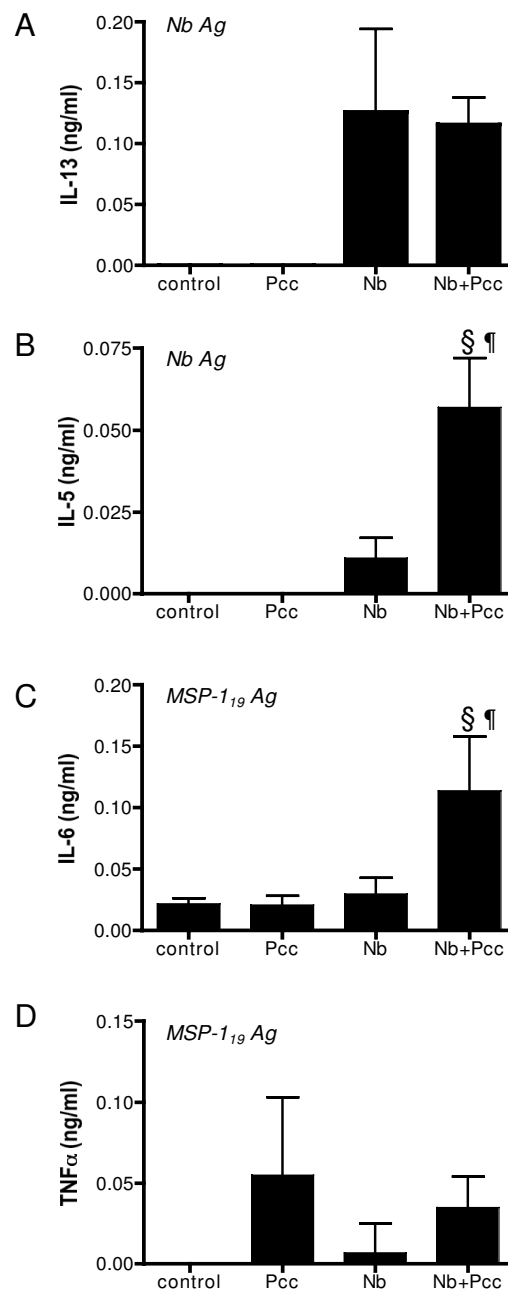 A
Nb Ag
IL-13 (ng/ml)
0.20
0.15
0.10
0.05
0.00
control Pcc Nb Nb+Pcc
B
Nb Ag
§ ¶
IL-5 (ng/ml)
0.075
0.050
0.025
0.000
control Pcc Nb Nb+Pcc
C
MSP-1₁₉ Ag
§ ¶
IL-6 (ng/ml)
0.20
0.15
0.10
0.05
0.00
control Pcc Nb Nb+Pcc
D
MSP-1₁₉ Ag
TNFα (ng/ml)
0.15
0.10
0.05
0.00
control Pcc Nb Nb+Pcc